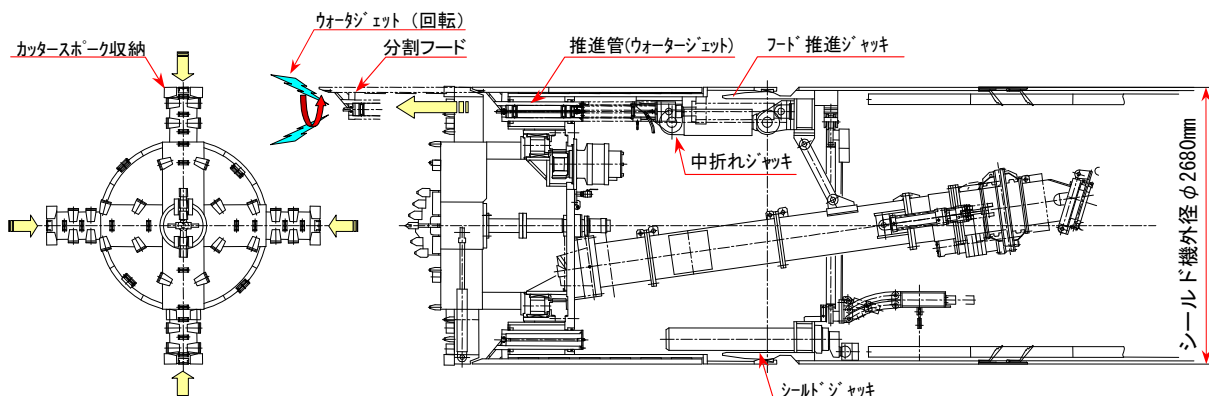 ウォータジェット（回転）
カッタースポーク収納
分割フード
推進管(ウォータージェット)
フード推進ジャッキ
中折れジャッキ
シールド機外径φ2680mm
シールドジャッキ